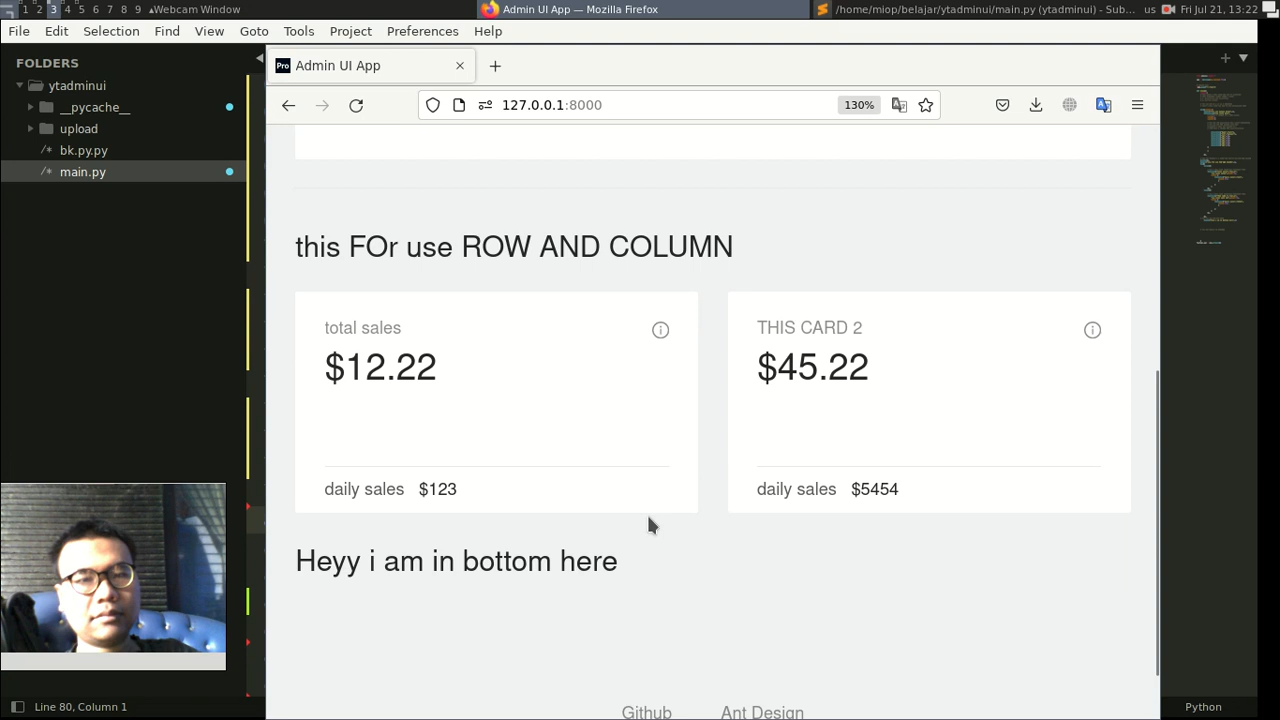 1 2 3 4 5 6 7 8 9 ▴Webcam Window
Admin UI App — Mozilla Firefox
/home/miop/belajar/ytadminui/main.py (ytadminui) - Sub...
us
Fri Jul 21, 13:22
File Edit Selection Find View Goto Tools Project Preferences Help
FOLDERS
ytadminui
__pycache__
upload
/* bk.py.py
/* main.py
Pro Admin UI App
127.0.0.1:8000
130%
this FOr use ROW AND COLUMN
total sales
$12.22
daily sales $123
THIS CARD 2
$45.22
daily sales $5454
Heyy i am in bottom here
Github Ant Design
Line 80, Column 1
Python